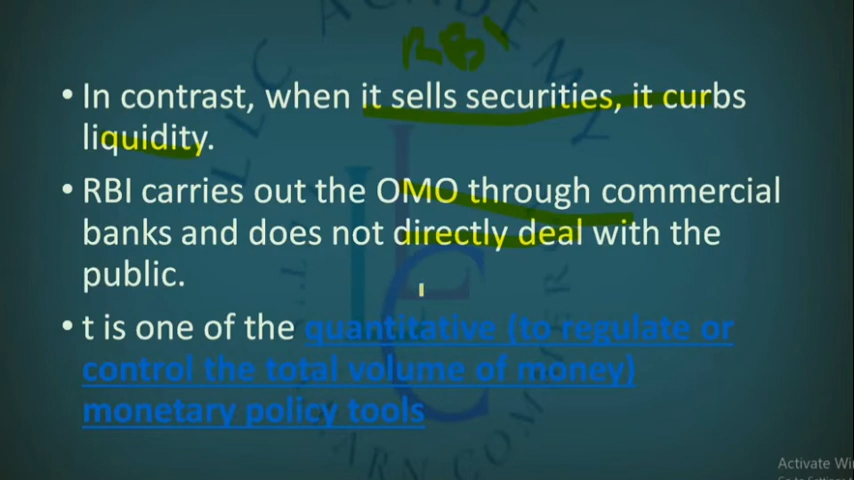 RBI
• In contrast, when it sells securities, it curbs
liquidity.
• RBI carries out the OMO through commercial
banks and does not directly deal with the
public.
• t is one of the quantitative (to regulate or
control the total volume of money)
monetary policy tools
Activate Wi